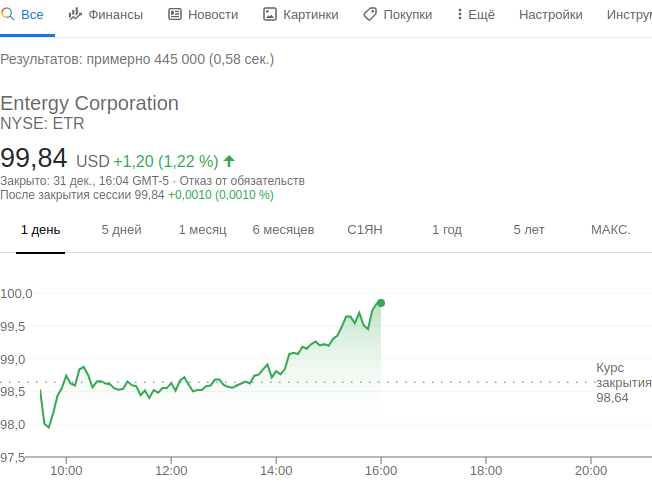 Все Финансы Новости Картинки Покупки Ещё Настройки
Результатов: примерно 445 000 (0,58 сек.)
Entergy Corporation
NYSE: ETR
99,84 USD +1,20 (1,22 %)
Закрыто: 31 дек., 16:04 GMT-5 · Отказ от обязательств
После закрытия сессии 99,84 +0,0010 (0,0010 %)
1 день 5 дней 1 месяц 6 месяцев С1ЯН 1 год 5 лет МАКС.
100,0
99,5
99,0
Курс
закрытия
98,64
98,5
98,0
97,5
10:00 12:00 14:00 16:00 18:00 20:00